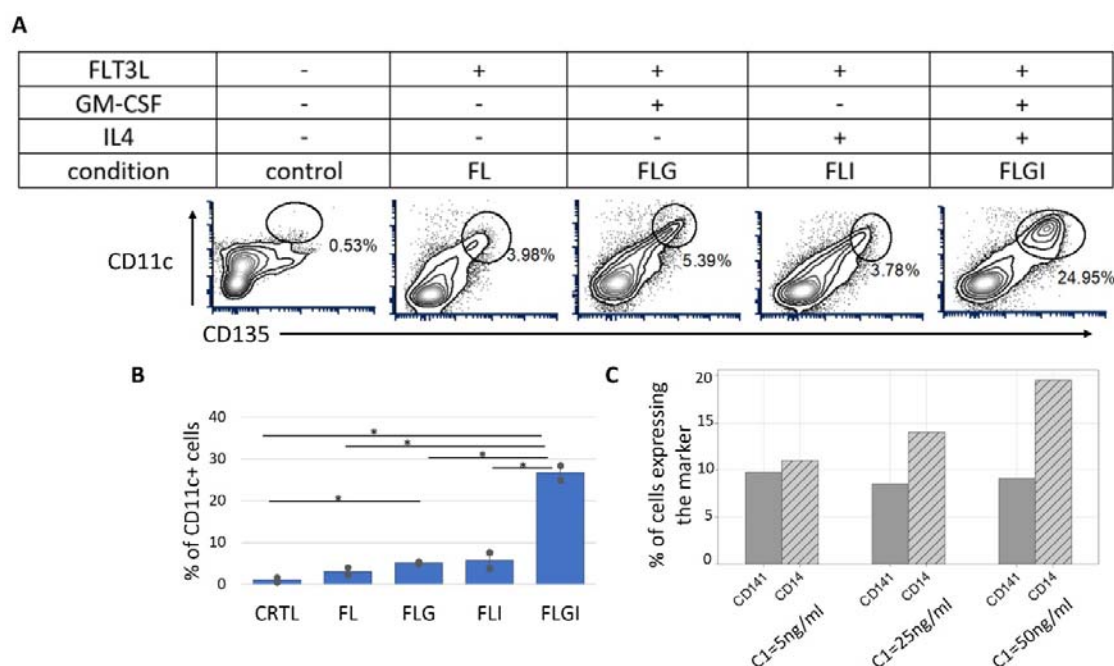 A
FLT3L - + + + +
GM-CSF - - + - +
IL4 - - - + +
condition control FL FLG FLI FLGI
CD11c
0.53%
3.98%
5.39%
3.78%
24.95%
CD135
B
% of CD11c+ cells
40
30
20
10
0
*
*
*
*
*
CRTL FL FLG FLI FLGI
C
% of cells expressing
the marker
20
15
10
5
0
CD141 CD14 CD141 CD14 CD141 CD14
C1=5ng/ml C1=25ng/ml C1=50ng/ml